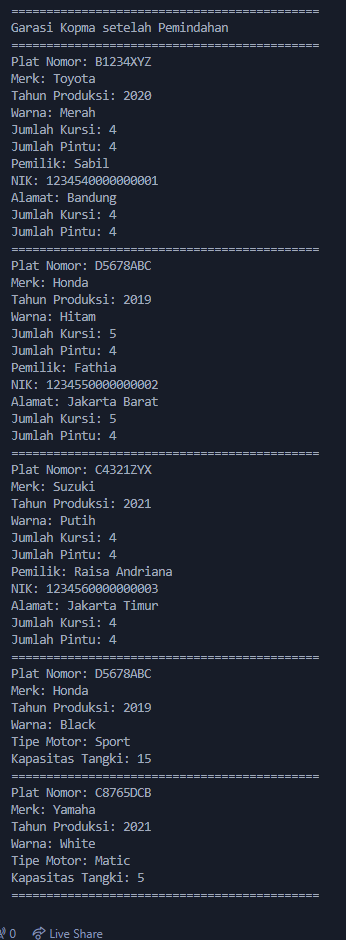 ============================================
Garasi Kopma setelah Pemindahan
============================================
Plat Nomor: B1234XYZ
Merk: Toyota
Tahun Produksi: 2020
Warna: Merah
Jumlah Kursi: 4
Jumlah Pintu: 4
Pemilik: Sabil
NIK: 1234540000000001
Alamat: Bandung
Jumlah Kursi: 4
Jumlah Pintu: 4
============================================
Plat Nomor: D5678ABC
Merk: Honda
Tahun Produksi: 2019
Warna: Hitam
Jumlah Kursi: 5
Jumlah Pintu: 4
Pemilik: Fathia
NIK: 1234550000000002
Alamat: Jakarta Barat
Jumlah Kursi: 5
Jumlah Pintu: 4
============================================
Plat Nomor: C4321ZYX
Merk: Suzuki
Tahun Produksi: 2021
Warna: Putih
Jumlah Kursi: 4
Jumlah Pintu: 4
Pemilik: Raisa Andriana
NIK: 1234560000000003
Alamat: Jakarta Timur
Jumlah Kursi: 4
Jumlah Pintu: 4
============================================
Plat Nomor: D5678ABC
Merk: Honda
Tahun Produksi: 2019
Warna: Black
Tipe Motor: Sport
Kapasitas Tangki: 15
============================================
Plat Nomor: C8765DCB
Merk: Yamaha
Tahun Produksi: 2021
Warna: White
Tipe Motor: Matic
Kapasitas Tangki: 5
============================================
0 Live Share